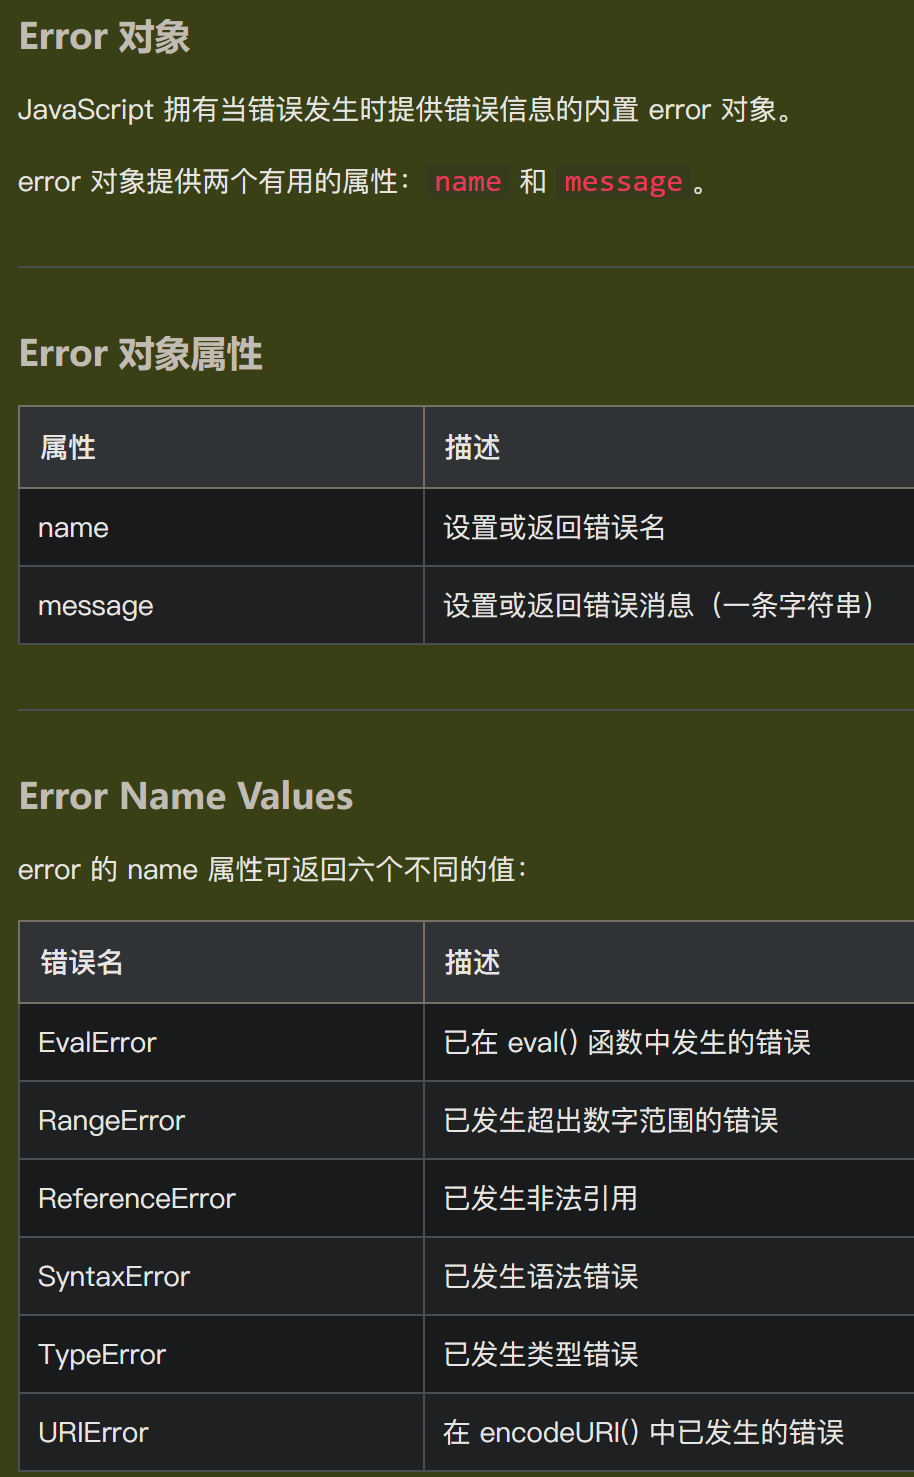 Error 对象
JavaScript 拥有当错误发生时提供错误信息的内置 error 对象。
error 对象提供两个有用的属性：name 和 message。
Error 对象属性
属性 描述
name 设置或返回错误名
message 设置或返回错误消息（一条字符串）
Error Name Values
error 的 name 属性可返回六个不同的值：
错误名 描述
EvalError 已在 eval() 函数中发生的错误
RangeError 已发生超出数字范围的错误
ReferenceError 已发生非法引用
SyntaxError 已发生语法错误
TypeError 已发生类型错误
URIError 在 encodeURI() 中已发生的错误